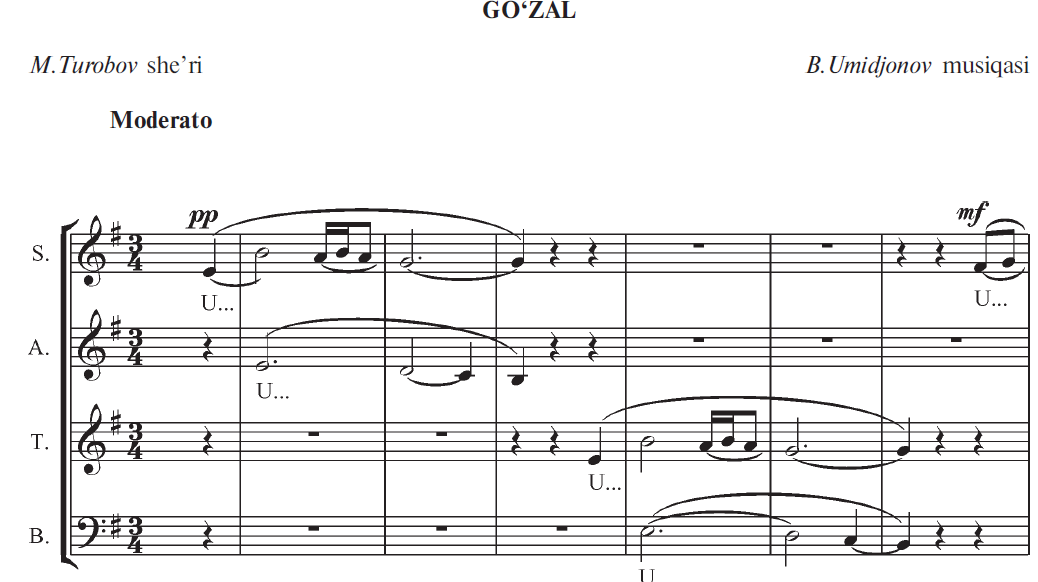 GO‘ZAL
M.Turobov she’ri B.Umidjonov musiqasi
Moderato
pp mf
S.
U... U...
A.
U...
T.
U...
B.
U